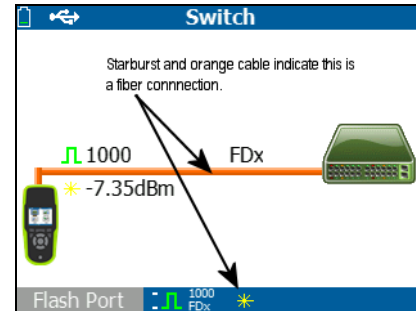 Switch
Starburst and orange cable indicate this is
a fiber connnection.
1000 FDx
-7.35dBm
Flash Port 1000
FDx